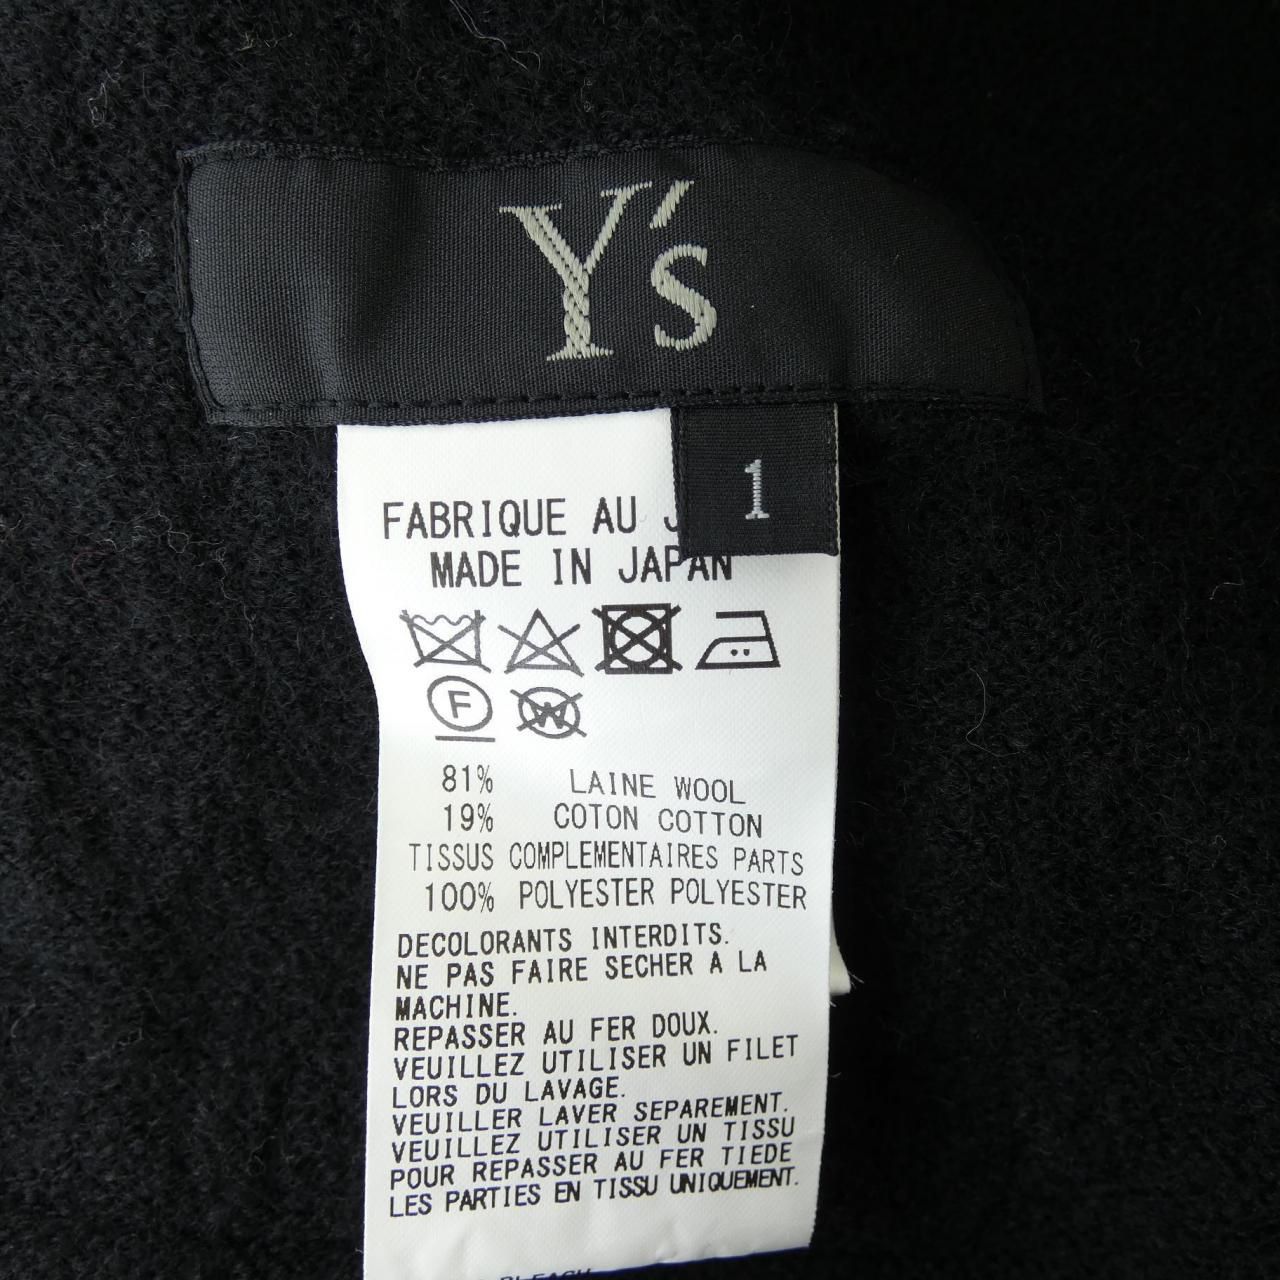 Y's
1
FABRIQUE AU
MADE IN JAPAN
F
W
81% LAINE WOOL
19% COTON COTTON
TISSUS COMPLEMENTAIRES PARTS
100% POLYESTER POLYESTER
DECOLORANTS INTERDITS.
NE PAS FAIRE SECHER A LA
MACHINE.
REPASSER AU FER DOUX.
VEUILLEZ UTILISER UN FILET
LORS DU LAVAGE.
VEUILLER LAVER SEPAREMENT.
VEUILLEZ UTILISER UN TISSU
POUR REPASSER AU FER TIEDE
LES PARTIES EN TISSU UNIQUEMENT.